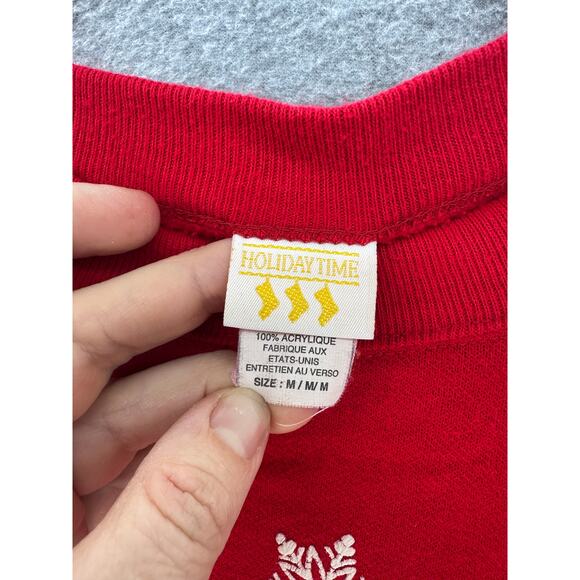 HOLIDAY TIME
100% ACRYLIQUE
FABRIQUE AUX
ETATS-UNIS
ENTRETIEN AU VERSO
SIZE : M / M / M